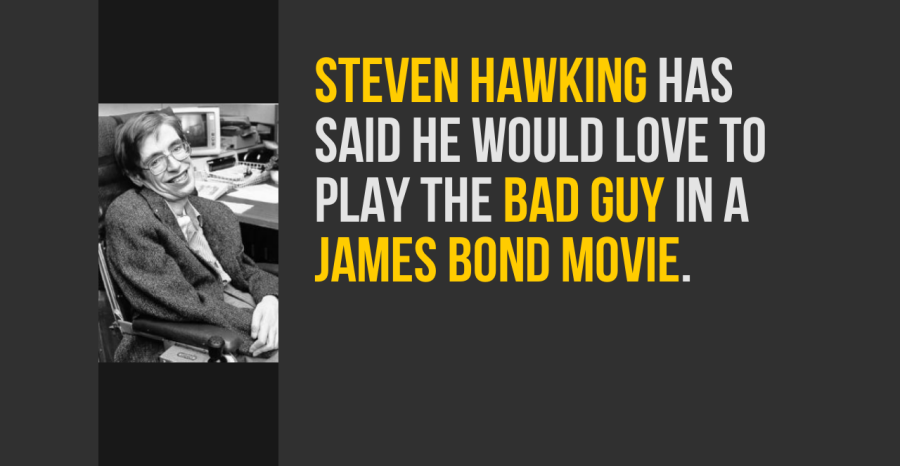 STEVEN HAWKING HAS
SAID HE WOULD LOVE TO
PLAY THE BAD GUY IN A
JAMES BOND MOVIE.